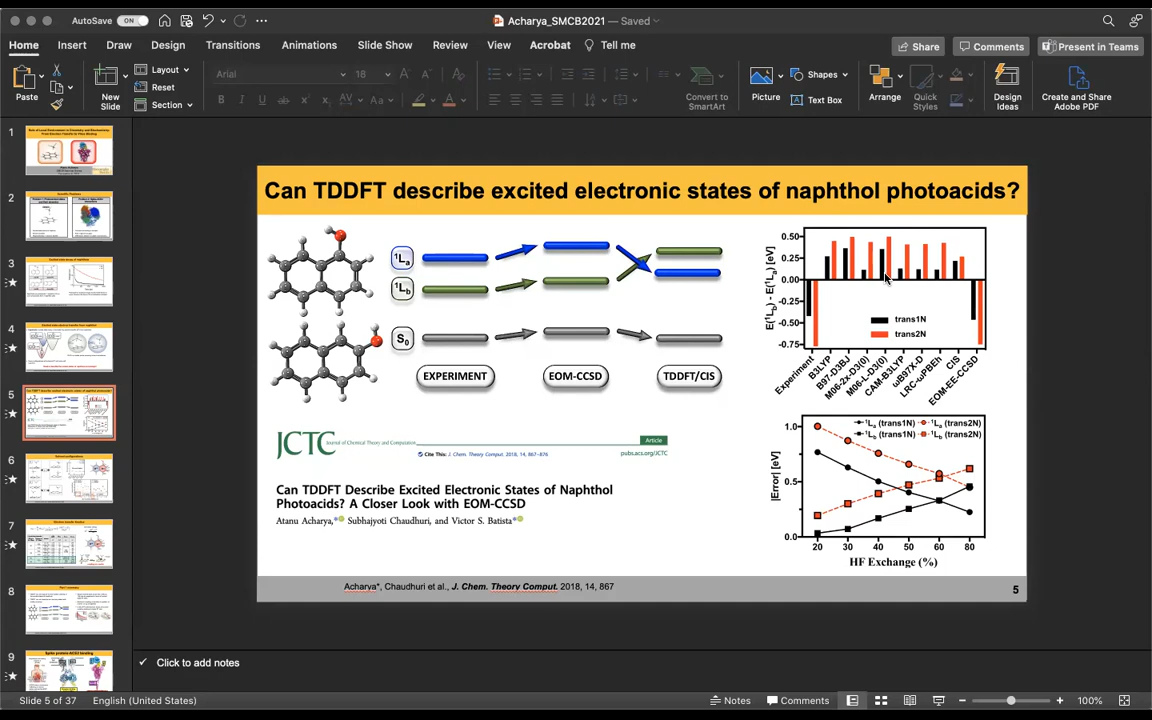 AutoSave ON
Acharya_SMCB2021 — Saved
Home Insert Draw Design Transitions Animations Slide Show Review View Acrobat Tell me
Share Comments Present in Teams
Paste
New Slide
Layout
Reset
Section
Arial 18
Convert to SmartArt
Picture
Shapes
Text Box
Arrange
Quick Styles
Design Ideas
Create and Share Adobe PDF
1
2
3
4
5
6
7
8
9
Spike protein-ACE2 binding
Can TDDFT describe excited electronic states of naphthol photoacids?
¹Lₐ
¹L_b
S₀
EXPERIMENT EOM-CCSD TDDFT/CIS
E(¹L_b) - E(¹Lₐ) [eV]
0.50
0.25
0.00
-0.25
-0.50
-0.75
trans1N
trans2N
Experiment
B3LYP
B97-D3BJ
M06-2x-D3(0)
M06-L-D3(0)
CAM-B3LYP
ωB97X-D
LRC-ωPBEh
CIS
EOM-EE-CCSD
JCTC Journal of Chemical Theory and Computation
Article
Cite This: J. Chem. Theory Comput. 2018, 14, 867−876
pubs.acs.org/JCTC
Can TDDFT Describe Excited Electronic States of Naphthol
Photoacids? A Closer Look with EOM-CCSD
Atanu Acharya,* Subhajyoti Chaudhuri, and Victor S. Batista*
|Error| [eV]
1.0
0.5
0.0
¹Lₐ (trans1N) ¹Lₐ (trans2N)
¹L_b (trans1N) ¹L_b (trans2N)
20 30 40 50 60 80
HF Exchange (%)
Acharya*, Chaudhuri et al., J. Chem. Theory Comput. 2018, 14, 867
5
Click to add notes
Slide 5 of 37 English (United States)
Notes Comments 100%